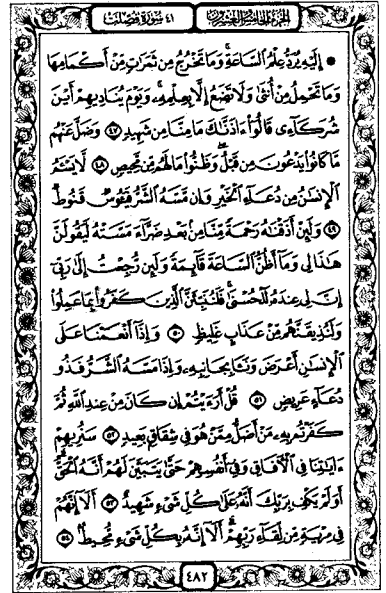 الجزء الخامس والعشرون
٤١ سورة فصلت
۞ إِلَيْهِ يُرَدُّ عِلْمُ ٱلسَّاعَةِ ۚ وَمَا تَخْرُجُ مِن ثَمَرَٰتٍ مِّنْ أَكْمَامِهَا
وَمَا تَحْمِلُ مِنْ أُنثَىٰ وَلَا تَضَعُ إِلَّا بِعِلْمِهِۦ ۚ وَيَوْمَ يُنَادِيهِمْ أَيْنَ
شُرَكَآءِى قَالُوٓا۟ ءَاذَنَّٰكَ مَا مِنَّا مِن شَهِيدٍ ٤٧ وَضَلَّ عَنْهُم
مَّا كَانُوا۟ يَدْعُونَ مِن قَبْلُ ۖ وَظَنُّوا۟ مَا لَهُم مِّن مَّحِيصٍ ٤٨ لَّا يَسْـَٔمُ
ٱلْإِنسَٰنُ مِن دُعَآءِ ٱلْخَيْرِ وَإِن مَّسَّهُ ٱلشَّرُّ فَيَـُٔوسٌ قَنُوطٌ
٤٩ وَلَئِنْ أَذَقْنَٰهُ رَحْمَةً مِّنَّا مِنۢ بَعْدِ ضَرَّآءَ مَسَّتْهُ لَيَقُولَنَّ
هَٰذَا لِى وَمَآ أَظُنُّ ٱلسَّاعَةَ قَآئِمَةً وَلَئِن رُّجِعْتُ إِلَىٰ رَبِّىٓ
إِنَّ لِى عِندَهُۥ لَلْحُسْنَىٰ ۚ فَلَنُنَبِّئَنَّ ٱلَّذِينَ كَفَرُوا۟ بِمَا عَمِلُوا۟
وَلَنُذِيقَنَّهُم مِّنْ عَذَابٍ غَلِيظٍ ٥٠ وَإِذَآ أَنْعَمْنَا عَلَى
ٱلْإِنسَٰنِ أَعْرَضَ وَنَـَٔا بِجَانِبِهِۦ وَإِذَا مَسَّهُ ٱلشَّرُّ فَذُو
دُعَآءٍ عَرِيضٍ ٥١ قُلْ أَرَءَيْتُمْ إِن كَانَ مِنْ عِندِ ٱللَّهِ ثُمَّ
كَفَرْتُم بِهِۦ مَنْ أَضَلُّ مِمَّنْ هُوَ فِى شِقَاقٍۭ بَعِيدٍ ٥٢ سَنُرِيهِمْ
ءَايَٰتِنَا فِى ٱلْـَٔافَاقِ وَفِىٓ أَنفُسِهِمْ حَتَّىٰ يَتَبَيَّنَ لَهُمْ أَنَّهُ ٱلْحَقُّ ۗ
أَوَلَمْ يَكْفِ بِرَبِّكَ أَنَّهُۥ عَلَىٰ كُلِّ شَىْءٍ شَهِيدٌ ٥٣ أَلَآ إِنَّهُمْ
فِى مِرْيَةٍ مِّن لِّقَآءِ رَبِّهِمْ ۗ أَلَآ إِنَّهُۥ بِكُلِّ شَىْءٍ مُّحِيطٌۢ ٥٤
٤٨٢